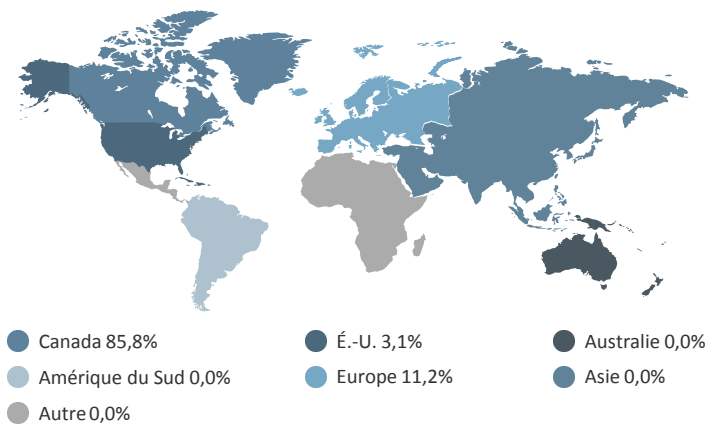 Canada 85,8%
É.-U. 3,1%
Australie 0,0%
Amérique du Sud 0,0%
Europe 11,2%
Asie 0,0%
Autre 0,0%